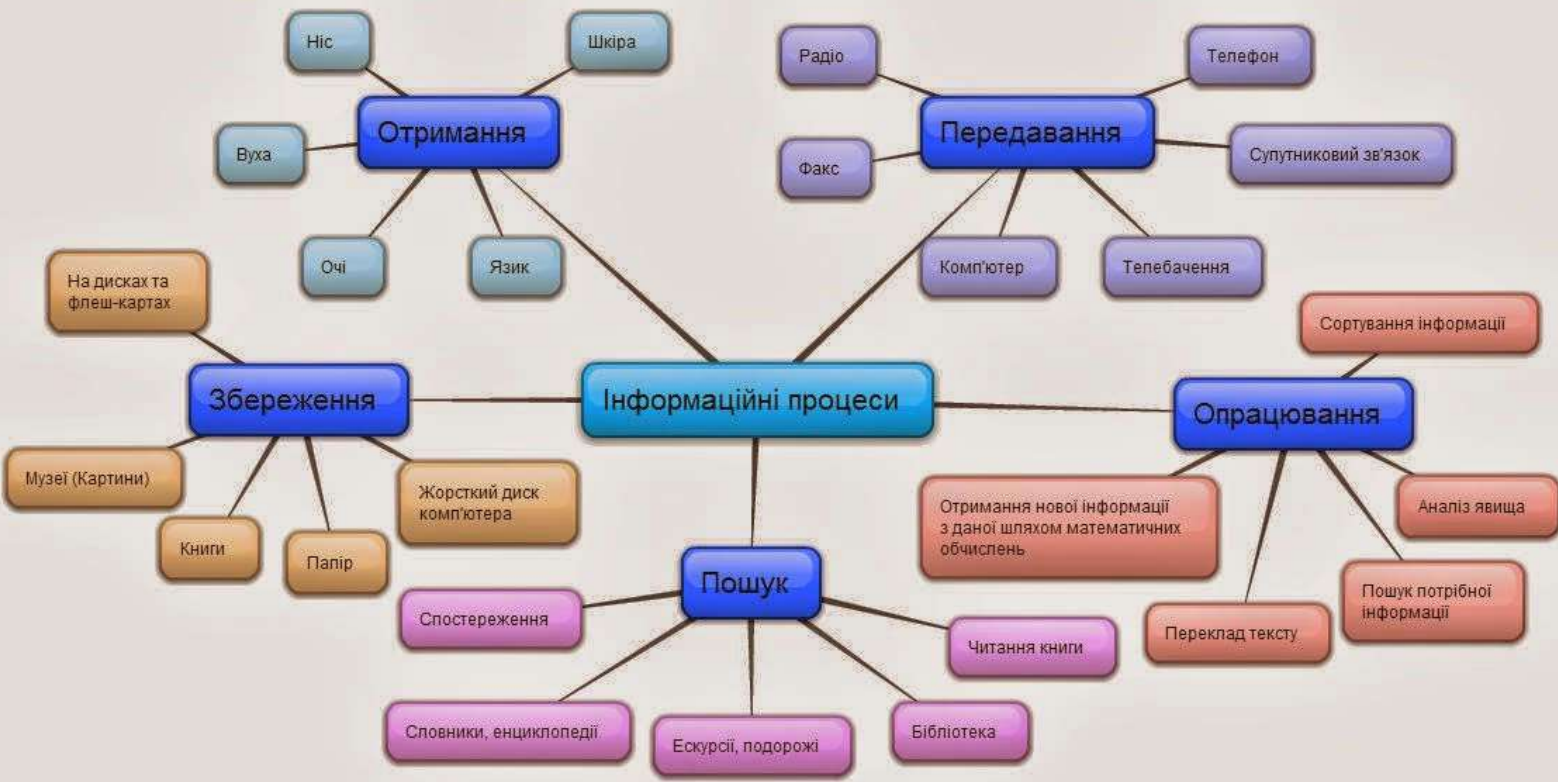 Ніс
Шкіра
Отримання
Вуха
Очі
Язик
Радіо
Телефон
Передавання
Факс
Супутниковий зв'язок
Комп'ютер
Телебачення
На дисках та
флеш-картах
Збереження
Музеї (Картини)
Книги
Папір
Жорсткий диск
комп'ютера
Інформаційні процеси
Сортування інформації
Опрацювання
Отримання нової інформації
з даної шляхом математичних
обчислень
Аналіз явища
Пошук потрібної
інформації
Переклад тексту
Пошук
Спостереження
Читання книги
Словники, енциклопедії
Ескурсії, подорожі
Бібліотека